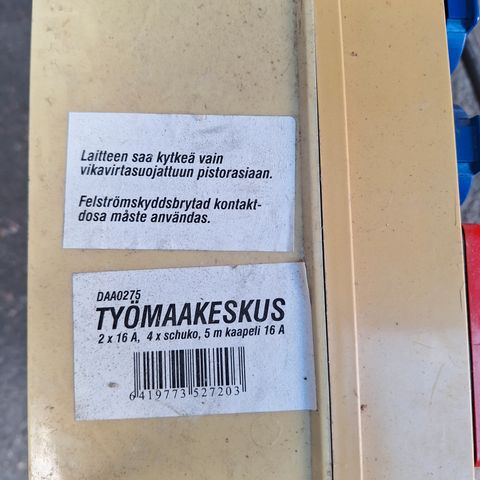 Laitteen saa kytkeä vain
vikavirtasuojattuun pistorasiaan.
Felströmskyddsbrytad kontakt-
dosa måste användas.
DAA0275
TYÖMAAKESKUS
2 x 16 A, 4 x schuko, 5 m kaapeli 16 A
6419773 527203